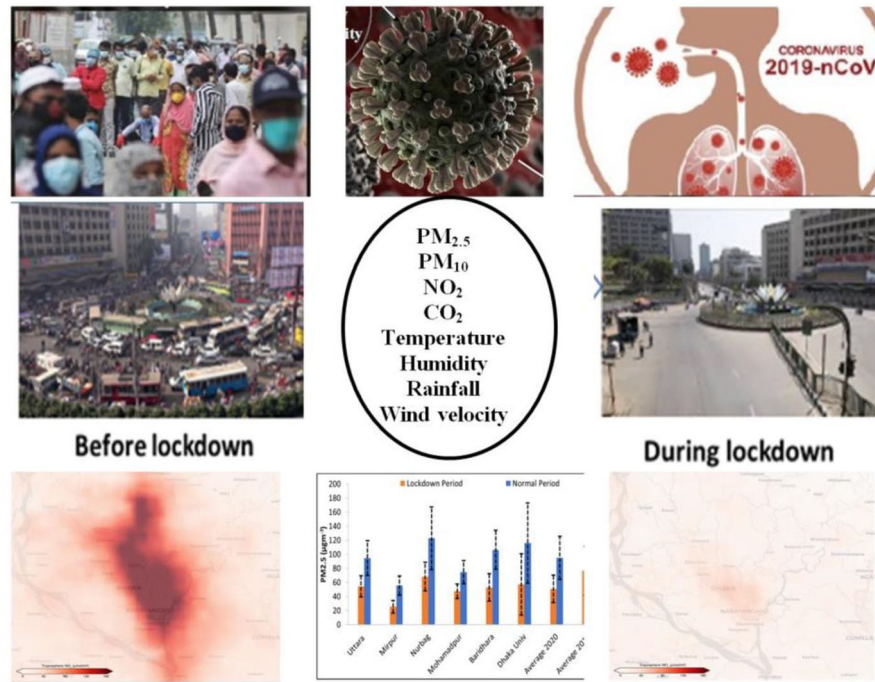 ity
CORONAVIRUS
2019-nCoV
PM2.5
PM10
NO2
CO2
Temperature
Humidity
Rainfall
Wind velocity
Before lockdown
During lockdown
Lockdown Period
Normal Period
PM2.5 (µgm⁻³)
200
180
160
140
120
100
80
60
40
20
0
Uttara
Mirpur
Nurbag
Mohamadpur
Baridhara
Dhaka Univ
Average 2020
Average 20